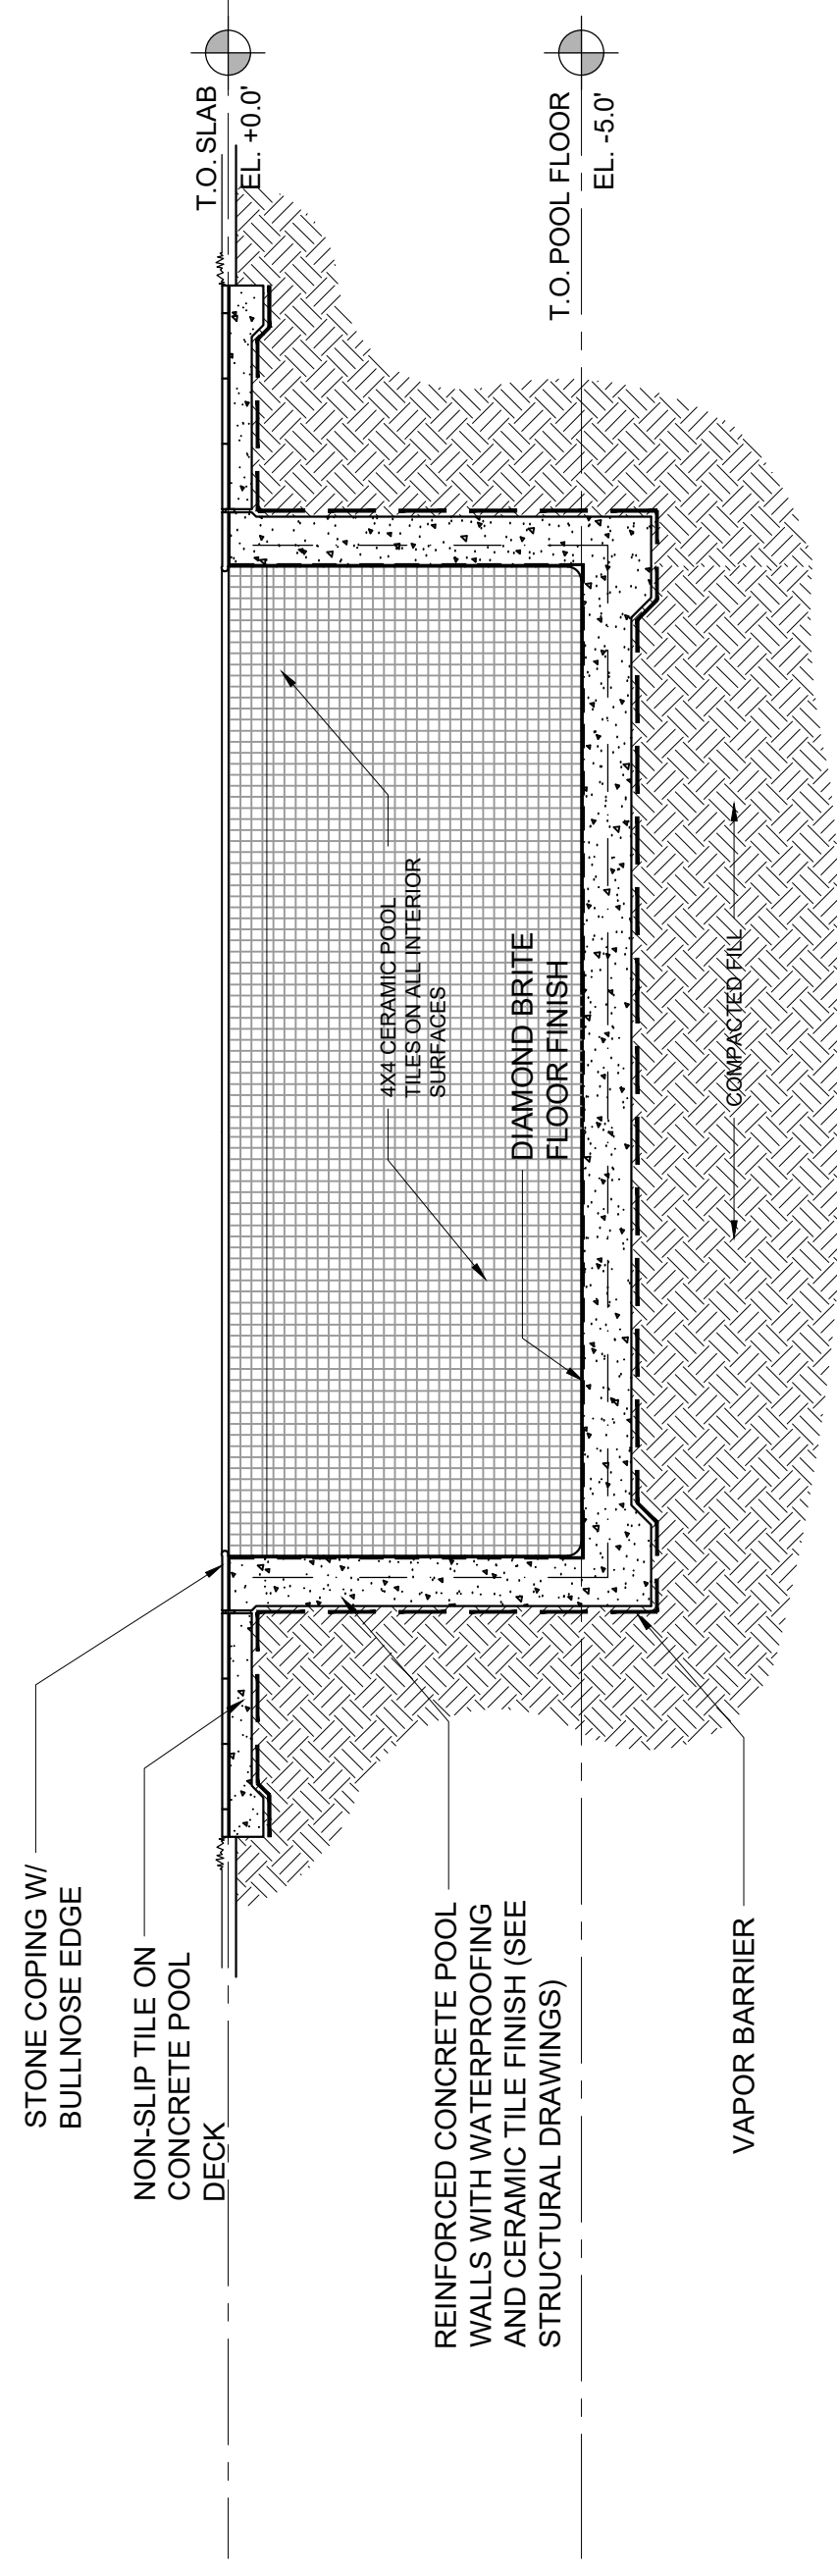 STONE COPING W/
BULLNOSE EDGE
NON-SLIP TILE ON
CONCRETE POOL
DECK
REINFORCED CONCRETE POOL
WALLS WITH WATERPROOFING
AND CERAMIC TILE FINISH (SEE
STRUCTURAL DRAWINGS)
VAPOR BARRIER
4X4 CERAMIC POOL
TILES ON ALL INTERIOR
SURFACES
DIAMOND BRITE
FLOOR FINISH
COMPACTED FILL
T.O. SLAB
EL. +0.0'
T.O. POOL FLOOR
EL. -5.0'